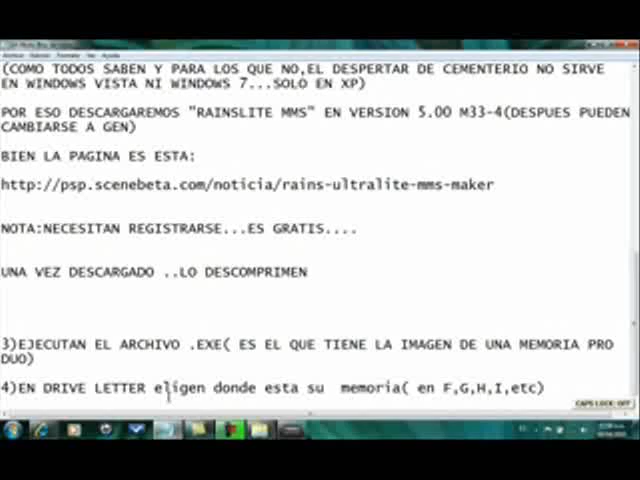 (COMO TODOS SABEN Y PARA LOS QUE NO,EL DESPERTAR DE CEMENTERIO NO SIRVE
EN WINDOWS VISTA NI WINDOWS 7...SOLO EN XP)
POR ESO DESCARGAREMOS "RAINSLITE MMS" EN VERSION 5.00 M33-4(DESPUES PUEDEN
CAMBIARSE A GEN)
BIEN LA PAGINA ES ESTA:
http://psp.scenebeta.com/noticia/rains-ultralite-mms-maker
NOTA:NECESITAN REGISTRARSE...ES GRATIS....
UNA VEZ DESCARGADO ..LO DESCOMPRIMEN
3)EJECUTAN EL ARCHIVO .EXE( ES EL QUE TIENE LA IMAGEN DE UNA MEMORIA PRO
DUO)
4)EN DRIVE LETTER eligen donde esta su  memoria( en F,G,H,I,etc)
CAPS LOCK: OFF